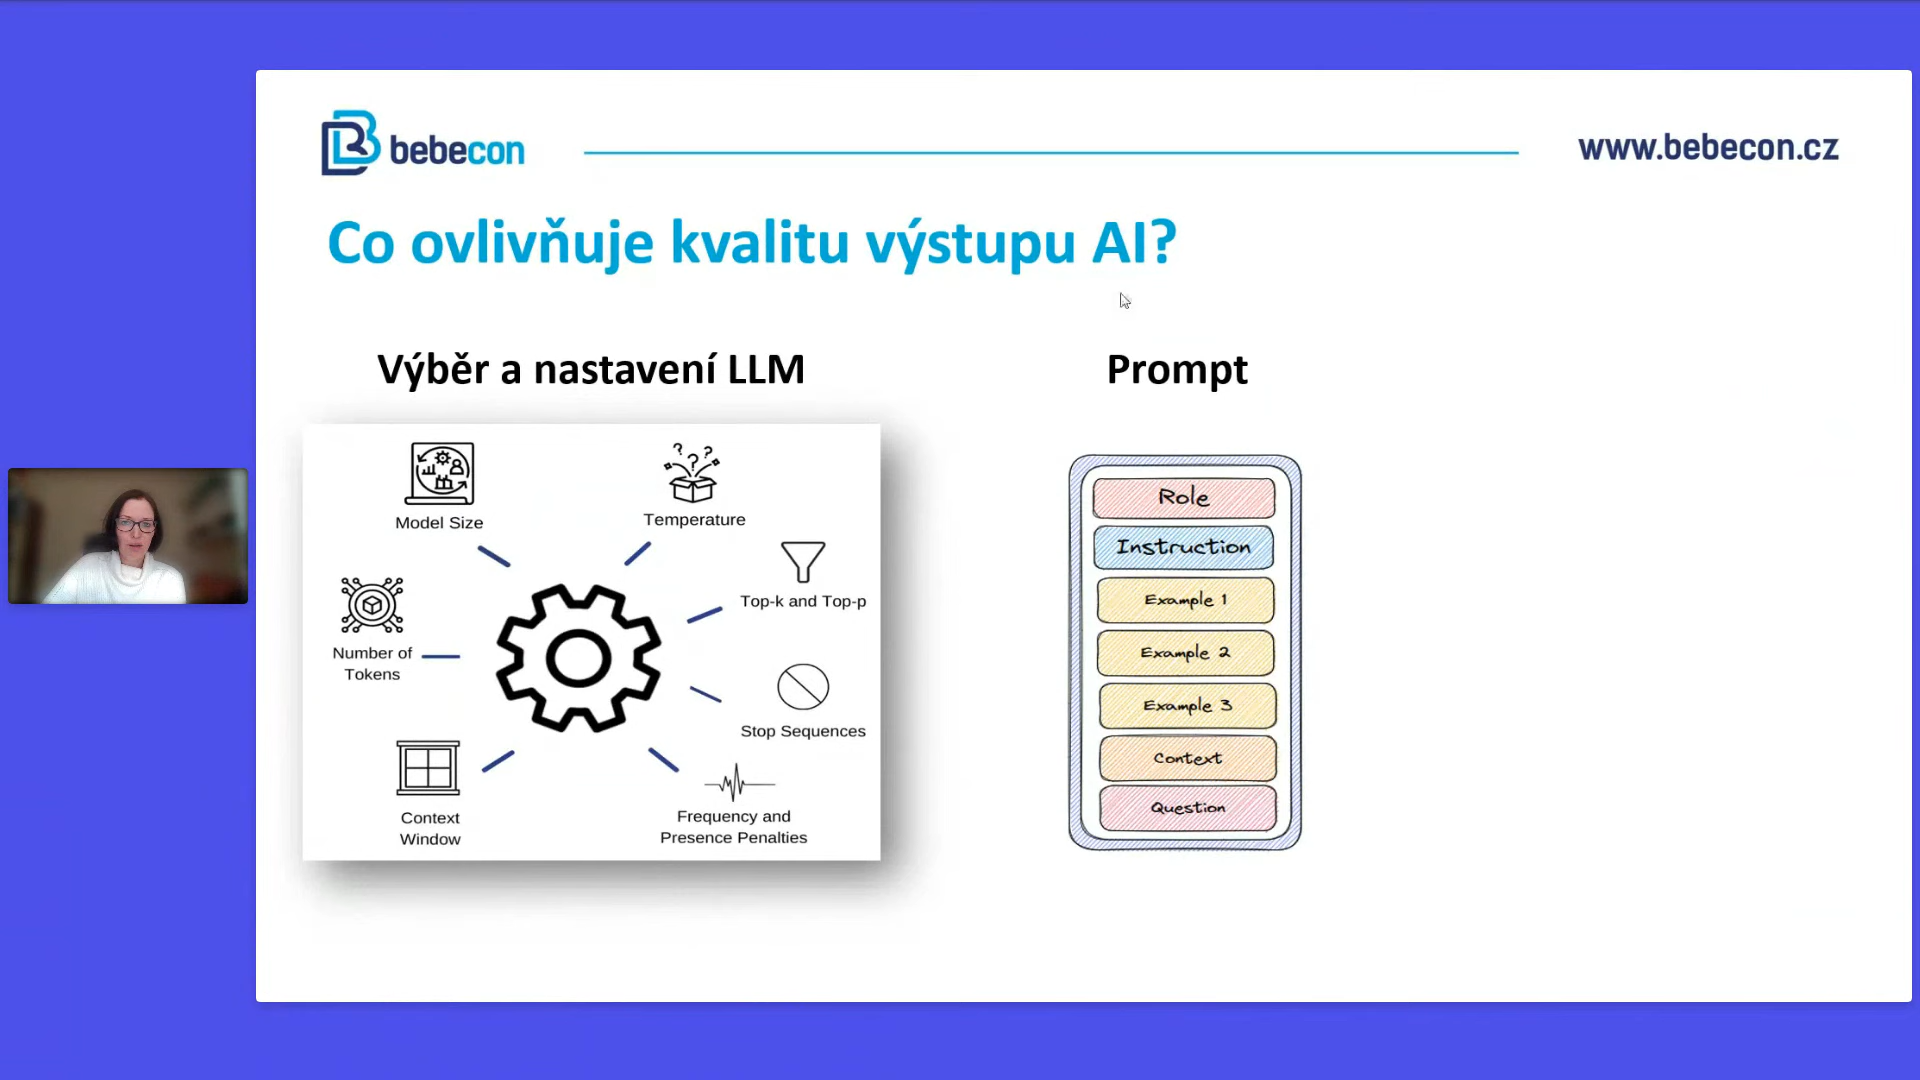 bebecon
www.bebecon.cz
Co ovlivňuje kvalitu výstupu AI?
Výběr a nastavení LLM
Model Size
Temperature
Top-k and Top-p
Number of
Tokens
Stop Sequences
Context
Window
Frequency and
Presence Penalties
Prompt
Role
Instruction
Example 1
Example 2
Example 3
Context
Question